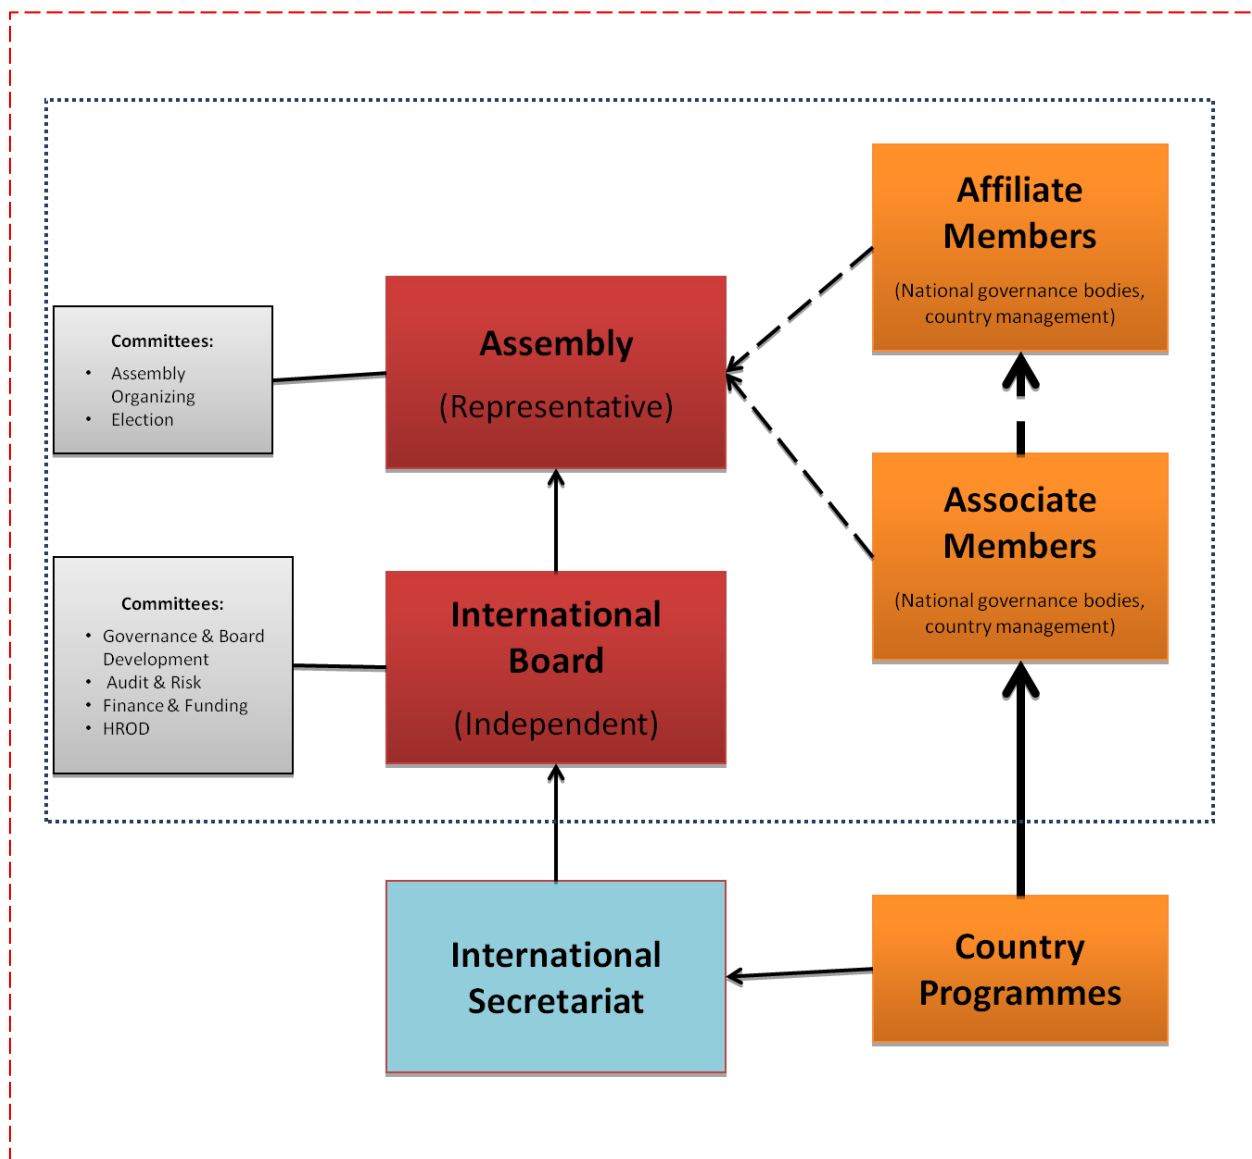 Affiliate
Members
(National governance bodies,
country management)
Assembly
(Representative)
Committees:
• Assembly
Organizing
• Election
Associate
Members
(National governance bodies,
country management)
International
Board
(Independent)
Committees:
• Governance & Board
Development
• Audit & Risk
• Finance & Funding
• HROD
International
Secretariat
Country
Programmes